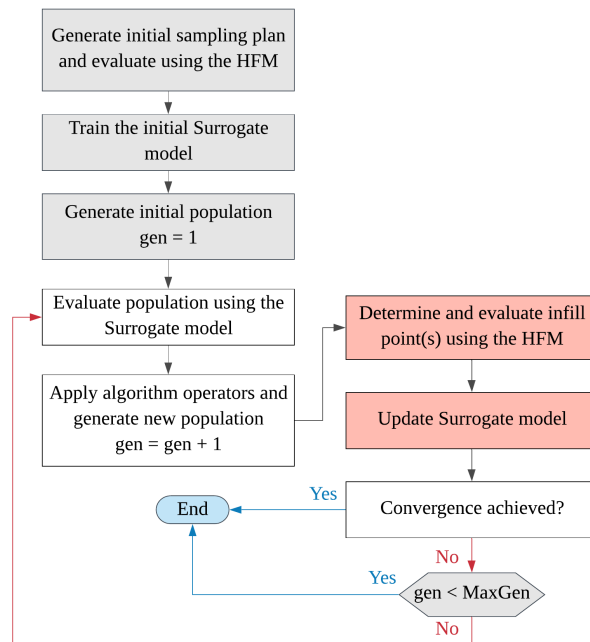 Generate initial sampling plan
and evaluate using the HFM
Train the initial Surrogate
model
Generate initial population
gen = 1
Evaluate population using the
Surrogate model
Apply algorithm operators and
generate new population
gen = gen + 1
Determine and evaluate infill
point(s) using the HFM
Update Surrogate model
Convergence achieved?
Yes
End
No
Yes
gen < MaxGen
No